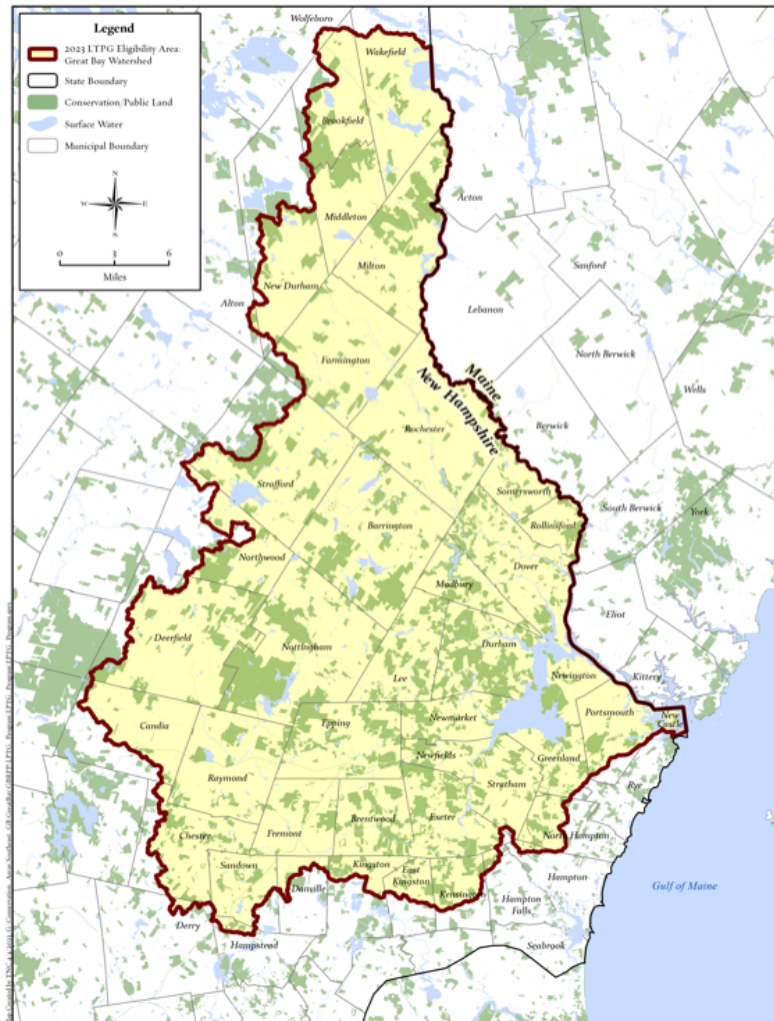 Legend
2023 LTPG Eligibility Area:
Great Bay Watershed
State Boundary
Conservation/Public Land
Surface Water
Municipal Boundary
N
W
E
S
0
3
6
Miles
Wolfeboro
Wakefield
Brookfield
Acton
Middleton
Milton
Sanford
New Durham
Alton
Lebanon
North Berwick
Farmington
Maine
New Hampshire
Wells
Rochester
Berwick
Strafford
Somersworth
South Berwick
York
Barrington
Rollinsford
Northwood
Dover
Madbury
Eliot
Deerfield
Nottingham
Durham
Lee
Newington
Kittery
Candia
Epping
Newmarket
Portsmouth
New
Castle
Newfields
Greenland
Raymond
Stratham
Rye
Brentwood
Exeter
Chester
Fremont
North Hampton
Sandown
Kingston
East
Kingston
Hampton
Danville
Kensington
Hampton
Falls
Gulf of Maine
Derry
Hampstead
Seabrook